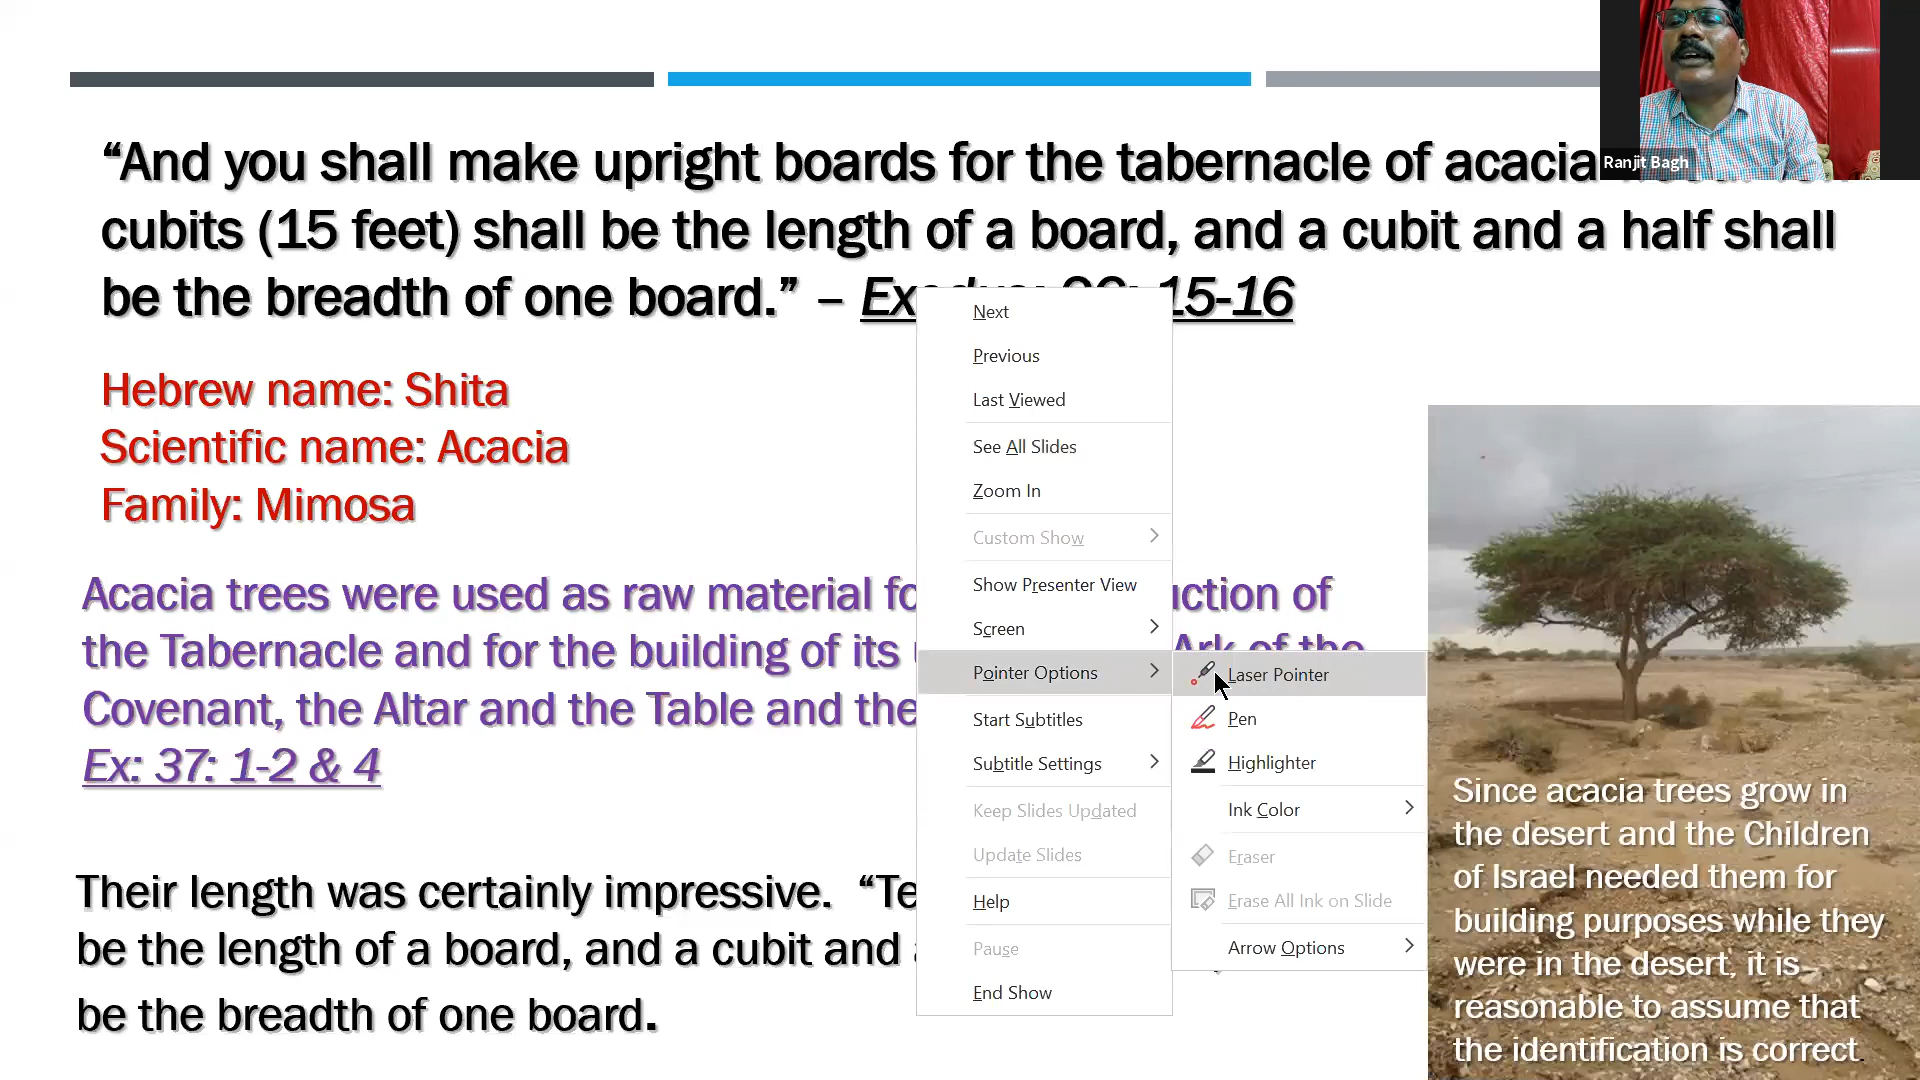 “And you shall make upright boards for the tabernacle of acacia
cubits (15 feet) shall be the length of a board, and a cubit and a half shall
be the breadth of one board.” – 15-16
Ranjit Bagh
Hebrew name: Shita
Scientific name: Acacia
Family: Mimosa
Acacia trees were used as raw material of
the Tabernacle and for the building of its Ark of the
Covenant, the Altar and the Table and the
Ex: 37: 1-2 & 4
Their length was certainly impressive.
be the length of a board, and a cubit and
be the breadth of one board.
Next
Previous
Last Viewed
See All Slides
Zoom In
Custom Show
Show Presenter View
Screen
Pointer Options
Start Subtitles
Subtitle Settings
Keep Slides Updated
Update Slides
Help
Pause
End Show
Laser Pointer
Pen
Highlighter
Ink Color
Eraser
Erase All Ink on Slide
Arrow Options
Since acacia trees grow in
the desert and the Children
of Israel needed them for
building purposes while they
were in the desert, it is
reasonable to assume that
the identification is correct.